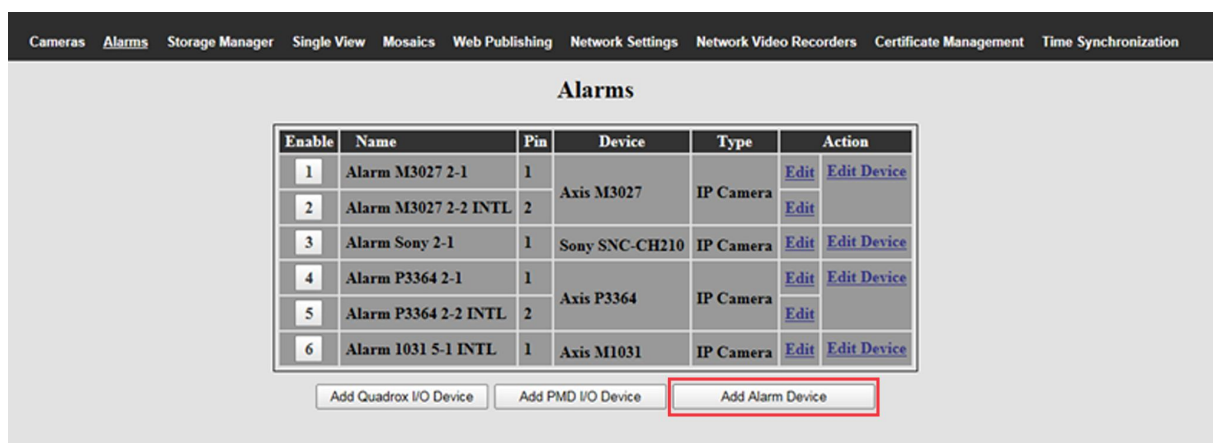 Cameras Alarms Storage Manager Single View Mosaics Web Publishing Network Settings Network Video Recorders Certificate Management Time Synchronization
Alarms
Enable Name Pin Device Type Action
1 Alarm M3027 2-1 1 Axis M3027 IP Camera Edit Edit Device
2 Alarm M3027 2-2 INTL 2 Edit
3 Alarm Sony 2-1 1 Sony SNC-CH210 IP Camera Edit Edit Device
4 Alarm P3364 2-1 1 Axis P3364 IP Camera Edit Edit Device
5 Alarm P3364 2-2 INTL 2 Edit
6 Alarm 1031 5-1 INTL 1 Axis M1031 IP Camera Edit Edit Device
Add Quadrox I/O Device Add PMD I/O Device Add Alarm Device